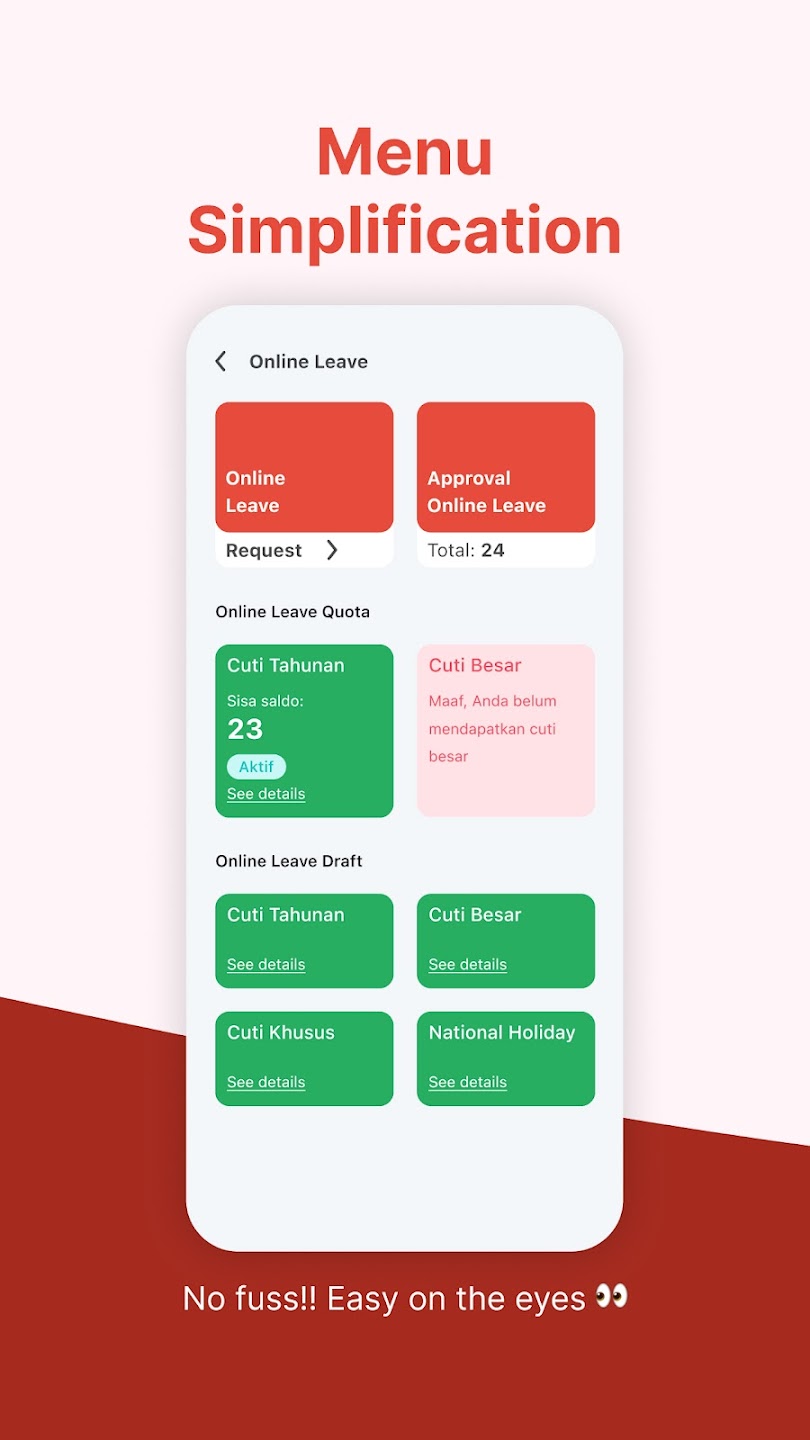 Menu
Simplification
Online Leave
Online
Leave
Request
Approval
Online Leave
Total: 24
Online Leave Quota
Cuti Tahunan
Sisa saldo:
23
Aktif
See details
Cuti Besar
Maaf, Anda belum
mendapatkan cuti
besar
Online Leave Draft
Cuti Tahunan
See details
Cuti Besar
See details
Cuti Khusus
See details
National Holiday
See details
No fuss!! Easy on the eyes 👀